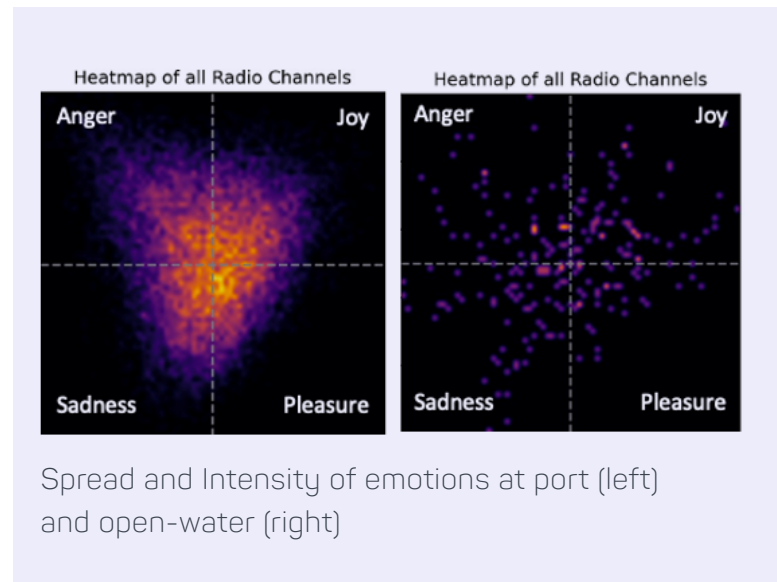 Heatmap of all Radio Channels
Anger
Joy
Sadness
Pleasure
Heatmap of all Radio Channels
Anger
Joy
Sadness
Pleasure
Spread and Intensity of emotions at port (left)
and open-water (right)